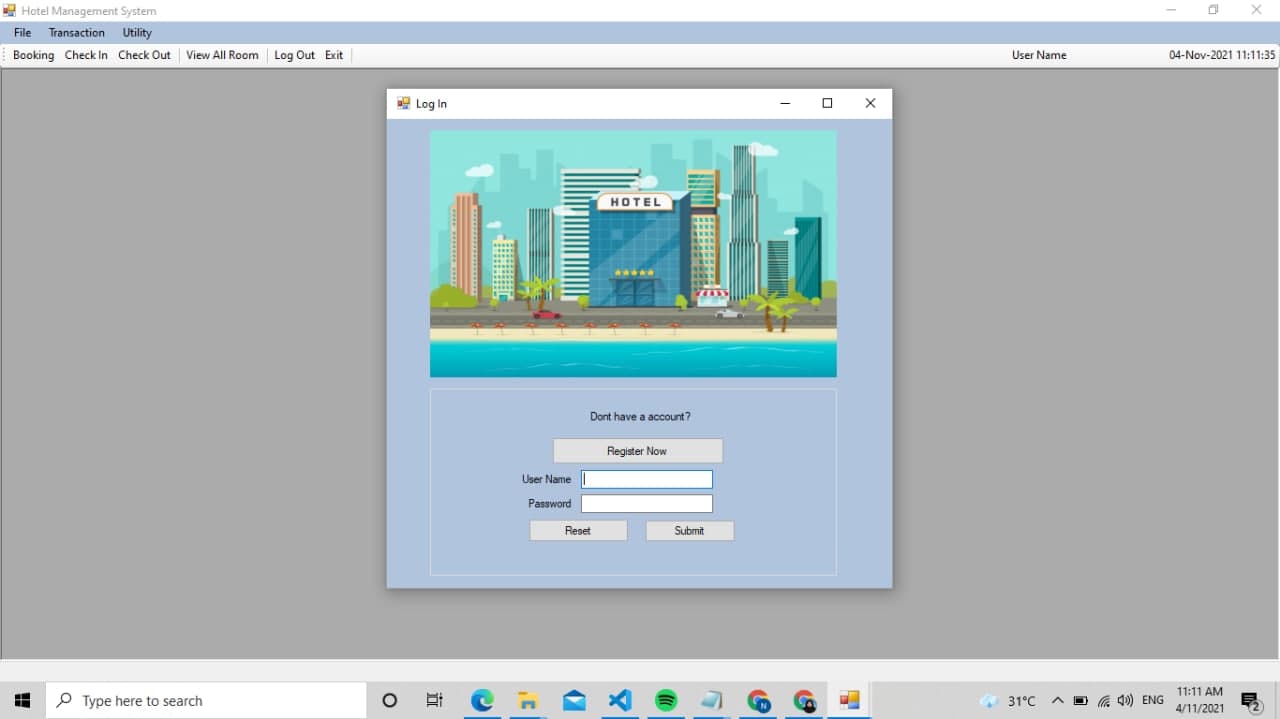 Hotel Management System
File Transaction Utility
Booking Check In Check Out View All Room Log Out Exit User Name 04-Nov-2021 11:11:35
Log In
HOTEL
Dont have a account?
Register Now
User Name
Password
Reset Submit
Type here to search
31°C ENG 11:11 AM
4/11/2021
N
2